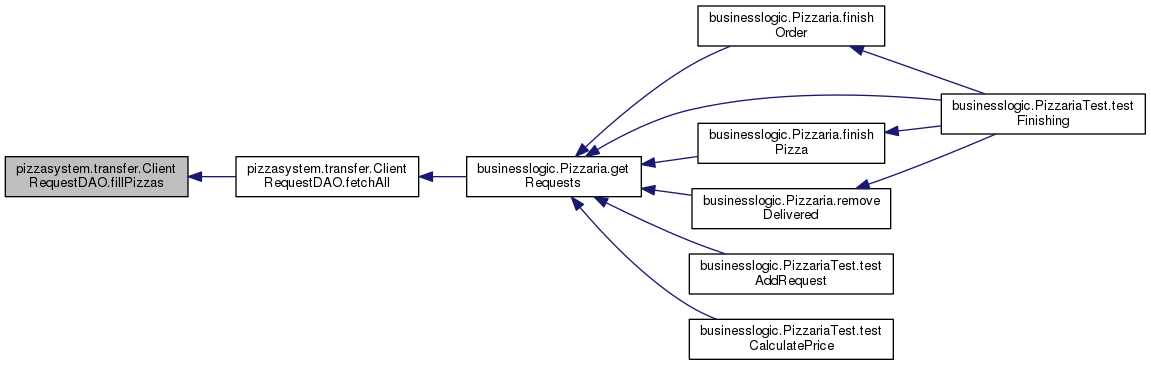 businesslogic.Pizzaria.finish
Order
businesslogic.PizzariaTest.test
Finishing
businesslogic.Pizzaria.finish
Pizza
pizzasystem.transfer.Client
RequestDAO.fillPizzas
pizzasystem.transfer.Client
RequestDAO.fetchAll
businesslogic.Pizzaria.get
Requests
businesslogic.Pizzaria.remove
Delivered
businesslogic.PizzariaTest.test
AddRequest
businesslogic.PizzariaTest.test
CalculatePrice